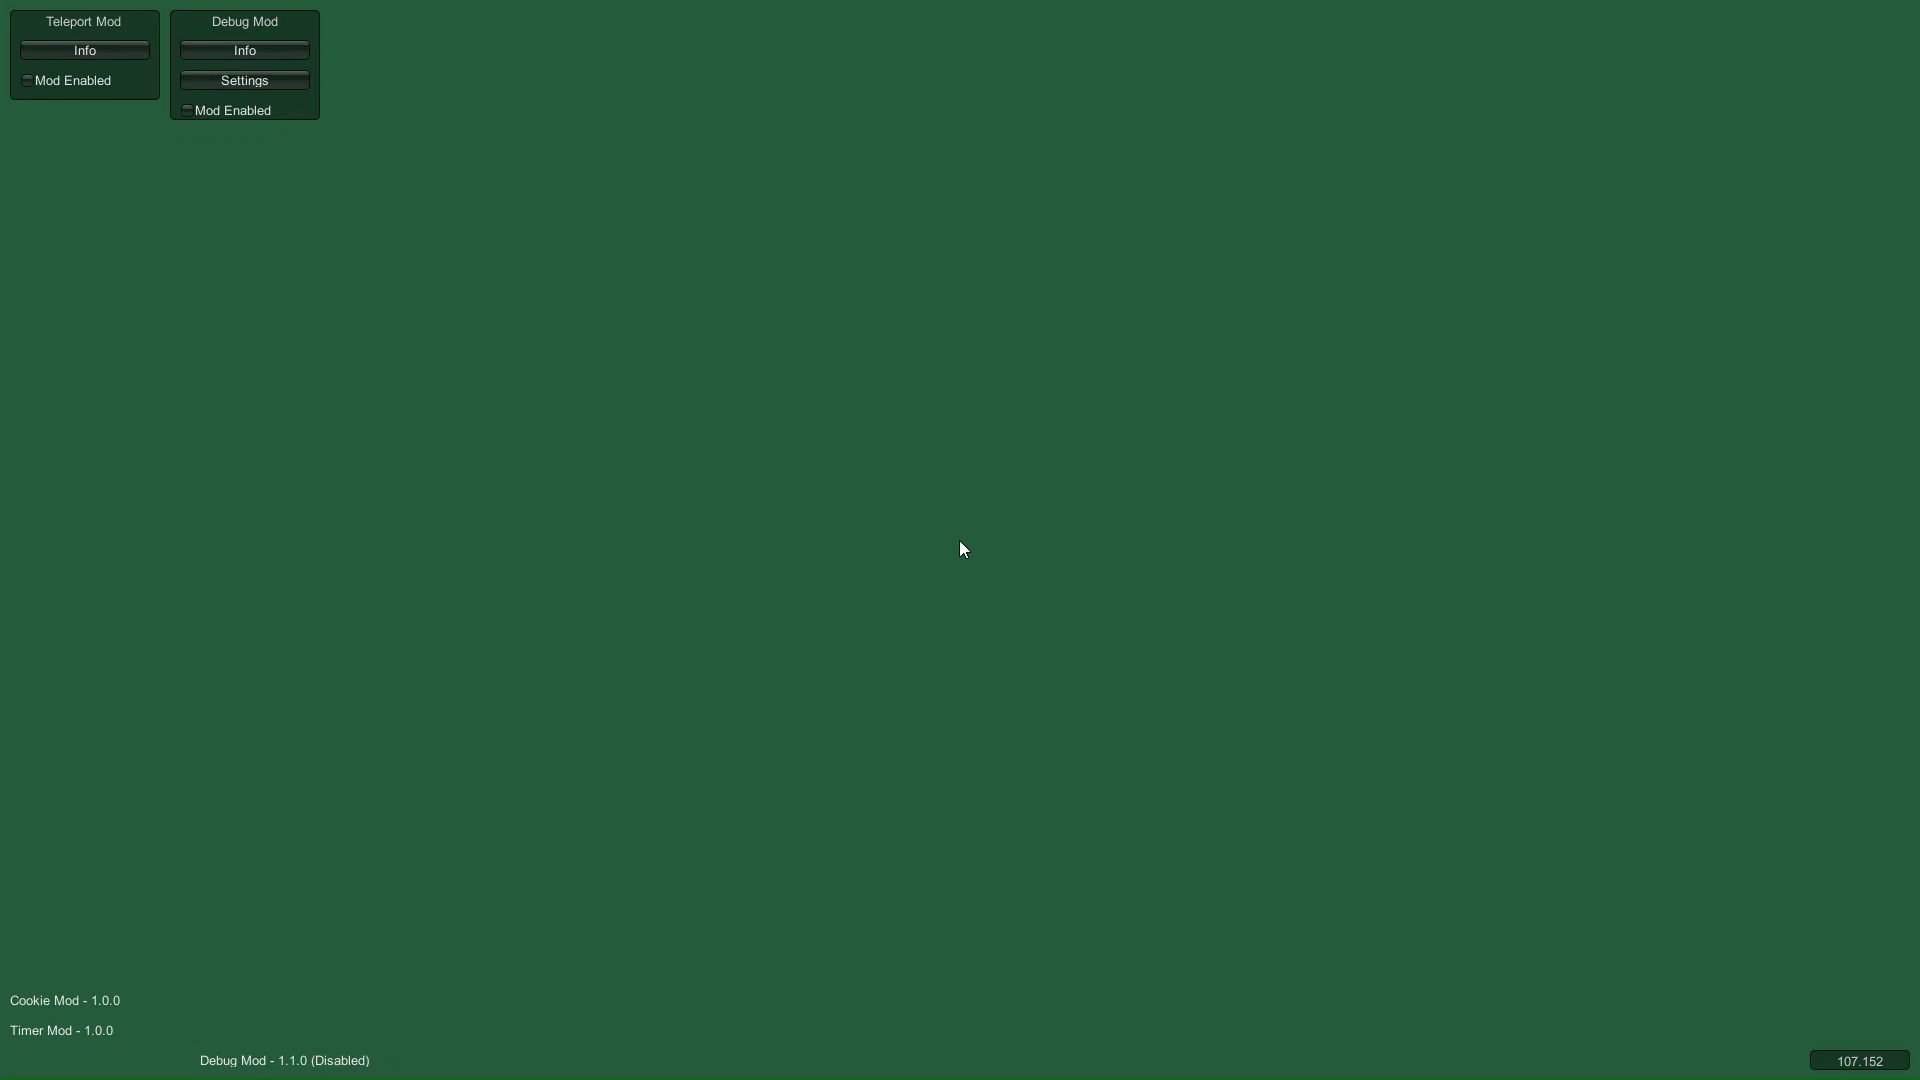 Teleport Mod
Info
Mod Enabled
Debug Mod
Info
Settings
Mod Enabled
Cookie Mod - 1.0.0
Timer Mod - 1.0.0
Debug Mod - 1.1.0 (Disabled)
107.152